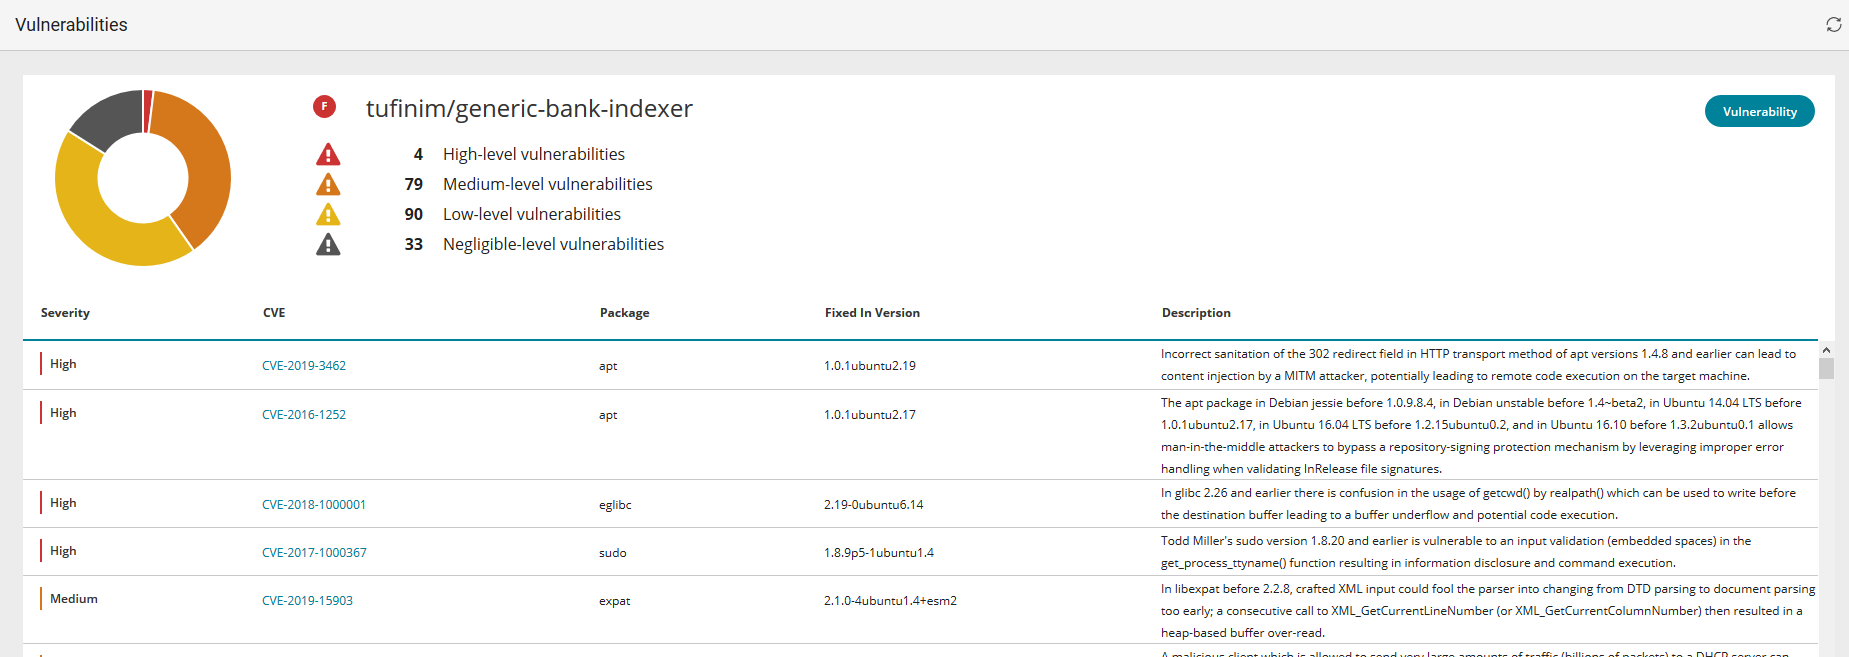 Vulnerabilities
F tufinim/generic-bank-indexer
Vulnerability
4 High-level vulnerabilities
79 Medium-level vulnerabilities
90 Low-level vulnerabilities
33 Negligible-level vulnerabilities
Severity CVE Package Fixed In Version Description
High CVE-2019-3462 apt 1.0.1ubuntu2.19 Incorrect sanitation of the 302 redirect field in HTTP transport method of apt versions 1.4.8 and earlier can lead to
content injection by a MITM attacker, potentially leading to remote code execution on the target machine.
High CVE-2016-1252 apt 1.0.1ubuntu2.17 The apt package in Debian jessie before 1.0.9.8.4, in Debian unstable before 1.4~beta2, in Ubuntu 14.04 LTS before
1.0.1ubuntu2.17, in Ubuntu 16.04 LTS before 1.2.15ubuntu0.2, and in Ubuntu 16.10 before 1.3.2ubuntu0.1 allows
man-in-the-middle attackers to bypass a repository-signing protection mechanism by leveraging improper error
handling when validating InRelease file signatures.
High CVE-2018-1000001 eglibc 2.19-0ubuntu6.14 In glibc 2.26 and earlier there is confusion in the usage of getcwd() by realpath() which can be used to write before
the destination buffer leading to a buffer underflow and potential code execution.
High CVE-2017-1000367 sudo 1.8.9p5-1ubuntu1.4 Todd Miller's sudo version 1.8.20 and earlier is vulnerable to an input validation (embedded spaces) in the
get_process_ttyname() function resulting in information disclosure and command execution.
Medium CVE-2019-15903 expat 2.1.0-4ubuntu1.4+esm2 In libexpat before 2.2.8, crafted XML input could fool the parser into changing from DTD parsing to document parsing
too early; a consecutive call to XML_GetCurrentLineNumber (or XML_GetCurrentColumnNumber) then resulted in a
heap-based buffer over-read.
A malicious client which is allowed to send very large amounts of traffic (billions of packets) to a DHCP server can